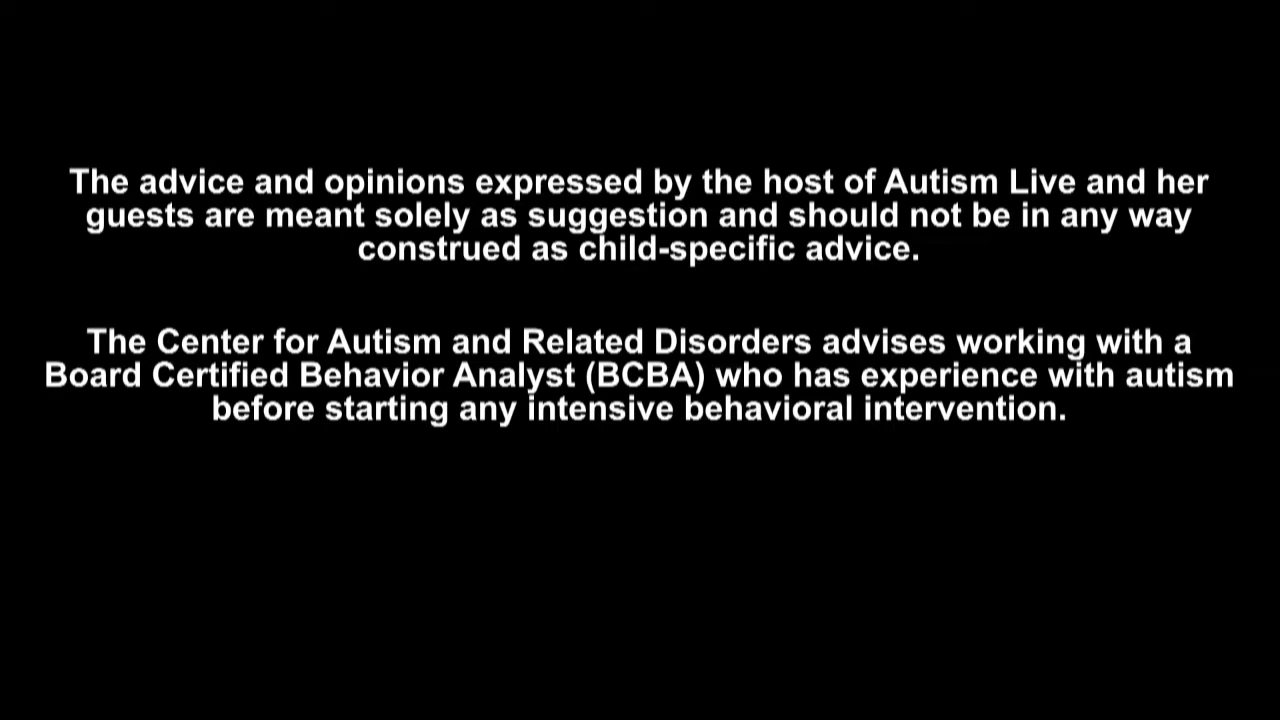 The advice and opinions expressed by the host of Autism Live and her
guests are meant solely as suggestion and should not be in any way
construed as child-specific advice.
The Center for Autism and Related Disorders advises working with a
Board Certified Behavior Analyst (BCBA) who has experience with autism
before starting any intensive behavioral intervention.